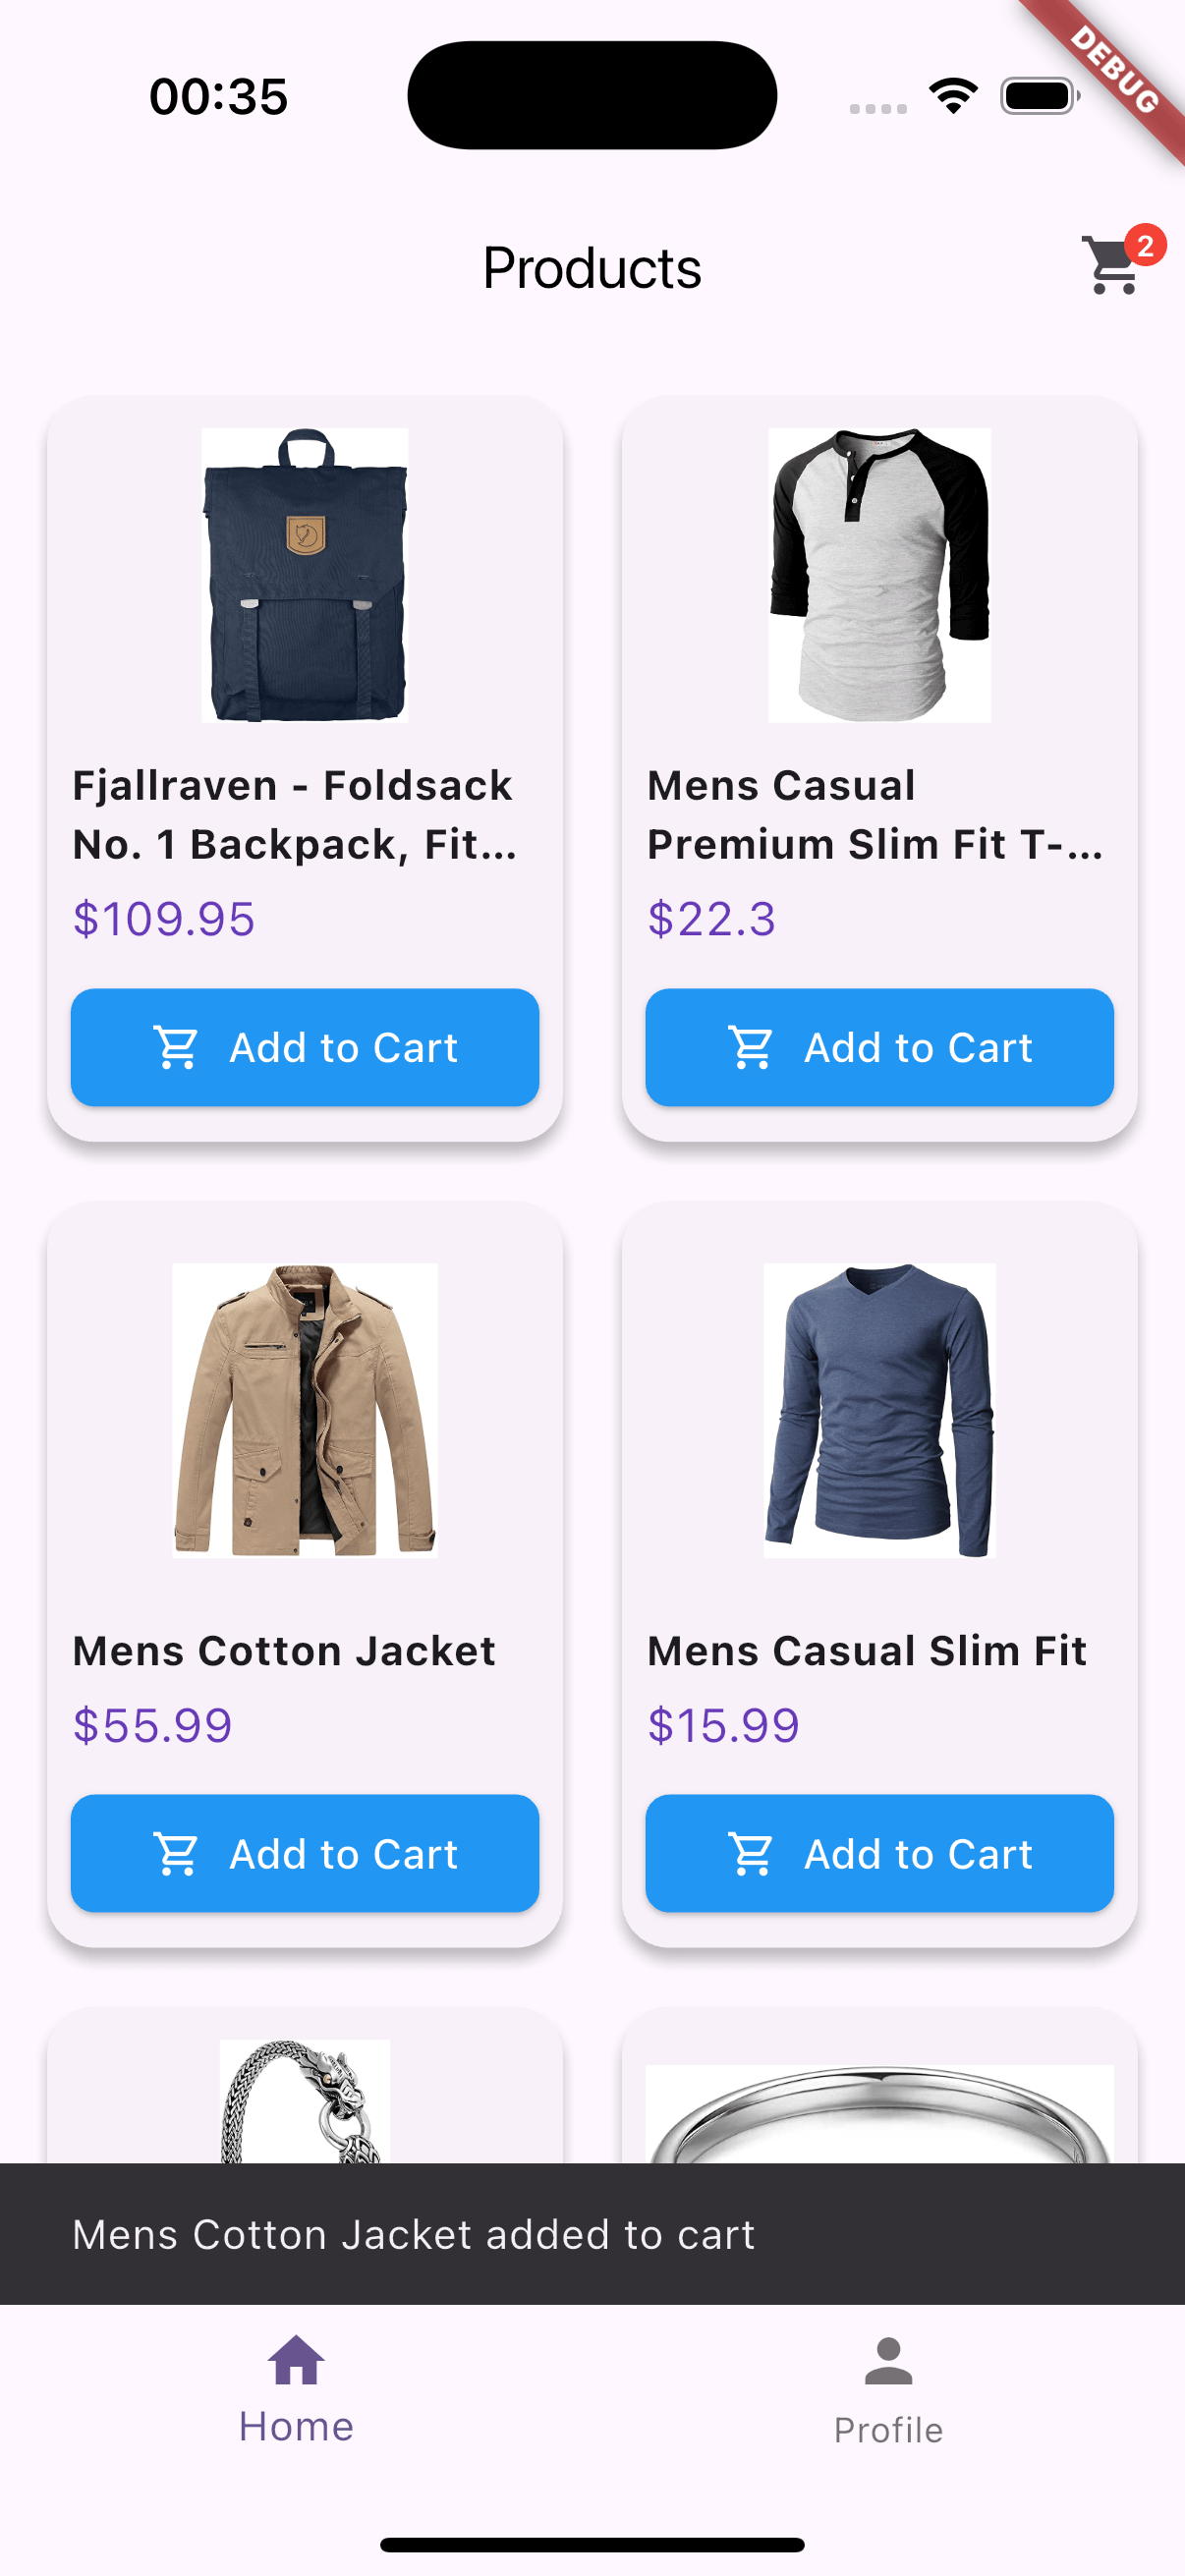 00:35
DEBUG
Products
2
Fjallraven - Foldsack
No. 1 Backpack, Fit...
$109.95
Add to Cart
Mens Casual
Premium Slim Fit T-...
$22.3
Add to Cart
Mens Cotton Jacket
$55.99
Add to Cart
Mens Casual Slim Fit
$15.99
Add to Cart
Mens Cotton Jacket added to cart
Home
Profile